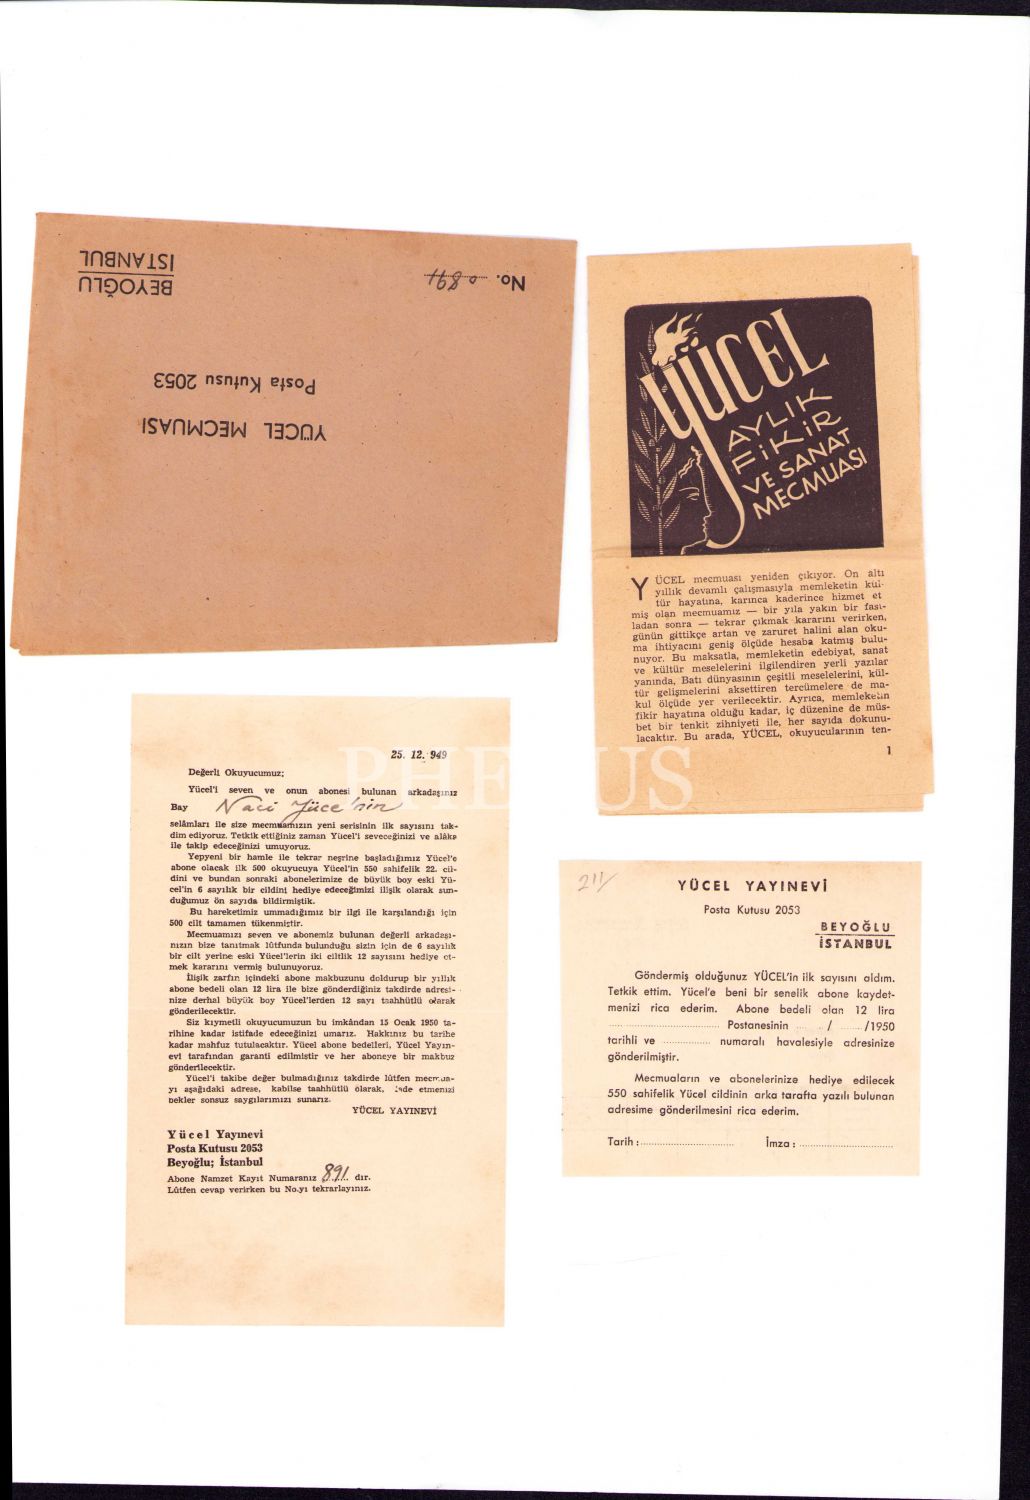 BEYOĞLU
İSTANBUL
No. 0891
YÜCEL MECMUASI
Posta Kutusu 2053
YÜCEL
AYLIK
FİKİR
VE SANAT
MECMUASI
YÜCEL mecmuası yeniden çıkıyor. On altı
yıllık devamlı çalışmasıyla memleketin kül-
tür hayatına, karınca kaderince hizmet et
miş olan mecmuamız — bir yıla yakın bir fası-
ladan sonra — tekrar çıkmak kararını verirken,
günün gittikçe artan ve zaruret halini alan oku-
ma ihtiyacını geniş ölçüde hesaba katmış bulu-
nuyor. Bu maksatla, memleketin edebiyat, sanat
ve kültür meselelerini ilgilendiren yerli yazılar
yanında, Batı dünyasının çeşitli meselelerini, kül-
tür gelişmelerini aksettiren tercümelere de ma-
kul ölçüde yer verilecektir. Ayrıca, memleketin
fikir hayatına olduğu kadar, iç düzenine de müs-
bet bir tenkit zihniyeti ile, her sayıda dokunu-
lacaktır. Bu arada, YÜCEL, okuyucularının ten-
1
25. 12. 949
Değerli Okuyucumuz;
Yücel'i seven ve onun abonesi bulunan arkadaşınız
Bay Naci Yüce'nin
selâmları ile size mecmuamızın yeni serisinin ilk sayısını tak-
dim ediyoruz. Tetkik ettiğiniz zaman Yücel'i seveceğinizi ve alâka
ile takip edeceğinizi umuyoruz.
Yepyeni bir hamle ile tekrar neşrine başladığımız Yücel'e
abone olacak ilk 500 okuyucuya Yücel'in 550 sahifelik 22. cil-
dini ve bundan sonraki abonelerimize de büyük boy eski Yü-
cel'in 6 sayılık bir cildini hediye edeceğimizi ilişik olarak sun-
duğumuz ön sayıda bildirmiştik.
Bu hareketimiz ummadığımız bir ilgi ile karşılandığı için
500 cilt tamamen tükenmiştir.
Mecmuamızı seven ve abonemiz bulunan değerli arkadaşı-
nızın bize tanıtmak lûtfunda bulunduğu sizin için de 6 sayılık
bir cilt yerine eski Yücel'lerin iki ciltlik 12 sayısını hediye et-
mek kararını vermiş bulunuyoruz.
İlişik zarfın içindeki abone makbuzunu doldurup bir yıllık
abone bedeli olan 12 lira ile bize gönderdiğiniz takdirde adresi-
nize derhal büyük boy Yücel'lerden 12 sayı taahhütlü olarak
gönderilecektir.
Siz kıymetli okuyucumuzun bu imkândan 15 Ocak 1950 ta-
rihine kadar istifade edeceğinizi umarız. Hakkınız bu tarihe
kadar mahfuz tutulacaktır. Yücel abone bedelleri, Yücel Yayın-
evi tarafından garanti edilmiştir ve her aboneye bir makbuz
gönderilecektir.
Yücel'i takibe değer bulmadığınız takdirde lûtfen mecmua-
yı aşağıdaki adrese, kabilse taahhütlü olarak, iade etmenizi
bekler sonsuz saygılarımızı sunarız.
YÜCEL YAYINEVİ
Yücel Yayınevi
Posta Kutusu 2053
Beyoğlu; İstanbul
Abone Namzet Kayıt Numaranız 891. dır.
Lûtfen cevap verirken bu No.yı tekrarlayınız.
211
YÜCEL YAYINEVİ
Posta Kutusu 2053
BEYOĞLU
İSTANBUL
Göndermiş olduğunuz YÜCEL'in ilk sayısını aldım.
Tetkik ettim. Yücel'e beni bir senelik abone kaydet-
menizi rica ederim. Abone bedeli olan 12 lira
.................... Postanesinin ...... / ...... /1950
tarihli ve ................ numaralı havalesiyle adresinize
gönderilmiştir.
Mecmuaların ve abonelerinize hediye edilecek
550 sahifelik Yücel cildinin arka tarafta yazılı bulunan
adresime gönderilmesini rica ederim.
Tarih :........................ İmza : ........................
PHEBUS